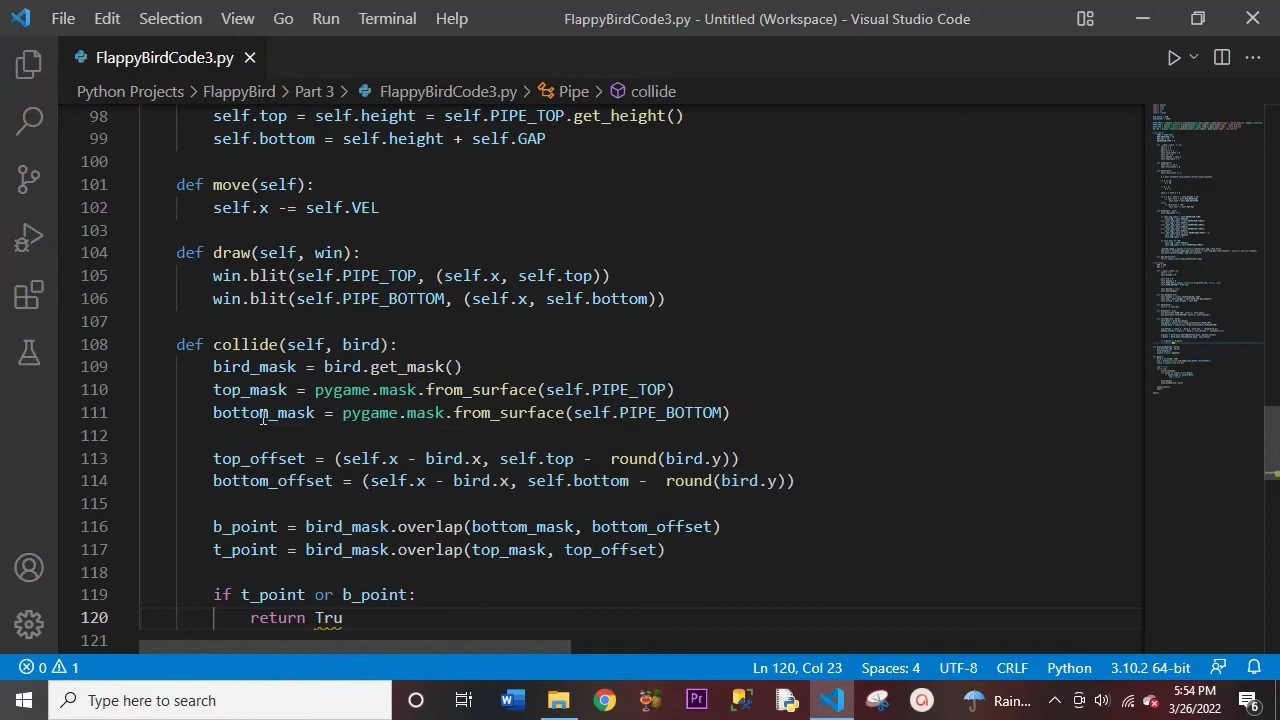 File Edit Selection View Go Run Terminal Help FlappyBirdCode3.py - Untitled (Workspace) - Visual Studio Code
FlappyBirdCode3.py
Python Projects > FlappyBird > Part 3 > FlappyBirdCode3.py > Pipe > collide
98 self.top = self.height = self.PIPE_TOP.get_height()
99 self.bottom = self.height + self.GAP
100
101 def move(self):
102 self.x -= self.VEL
103
104 def draw(self, win):
105 win.blit(self.PIPE_TOP, (self.x, self.top))
106 win.blit(self.PIPE_BOTTOM, (self.x, self.bottom))
107
108 def collide(self, bird):
109 bird_mask = bird.get_mask()
110 top_mask = pygame.mask.from_surface(self.PIPE_TOP)
111 bottom_mask = pygame.mask.from_surface(self.PIPE_BOTTOM)
112
113 top_offset = (self.x - bird.x, self.top -  round(bird.y))
114 bottom_offset = (self.x - bird.x, self.bottom -  round(bird.y))
115
116 b_point = bird_mask.overlap(bottom_mask, bottom_offset)
117 t_point = bird_mask.overlap(top_mask, top_offset)
118
119 if t_point or b_point:
120 return Tru
121
0 1 Ln 120, Col 23 Spaces: 4 UTF-8 CRLF Python 3.10.2 64-bit
Type here to search Rain... 5:54 PM
3/26/2022 6